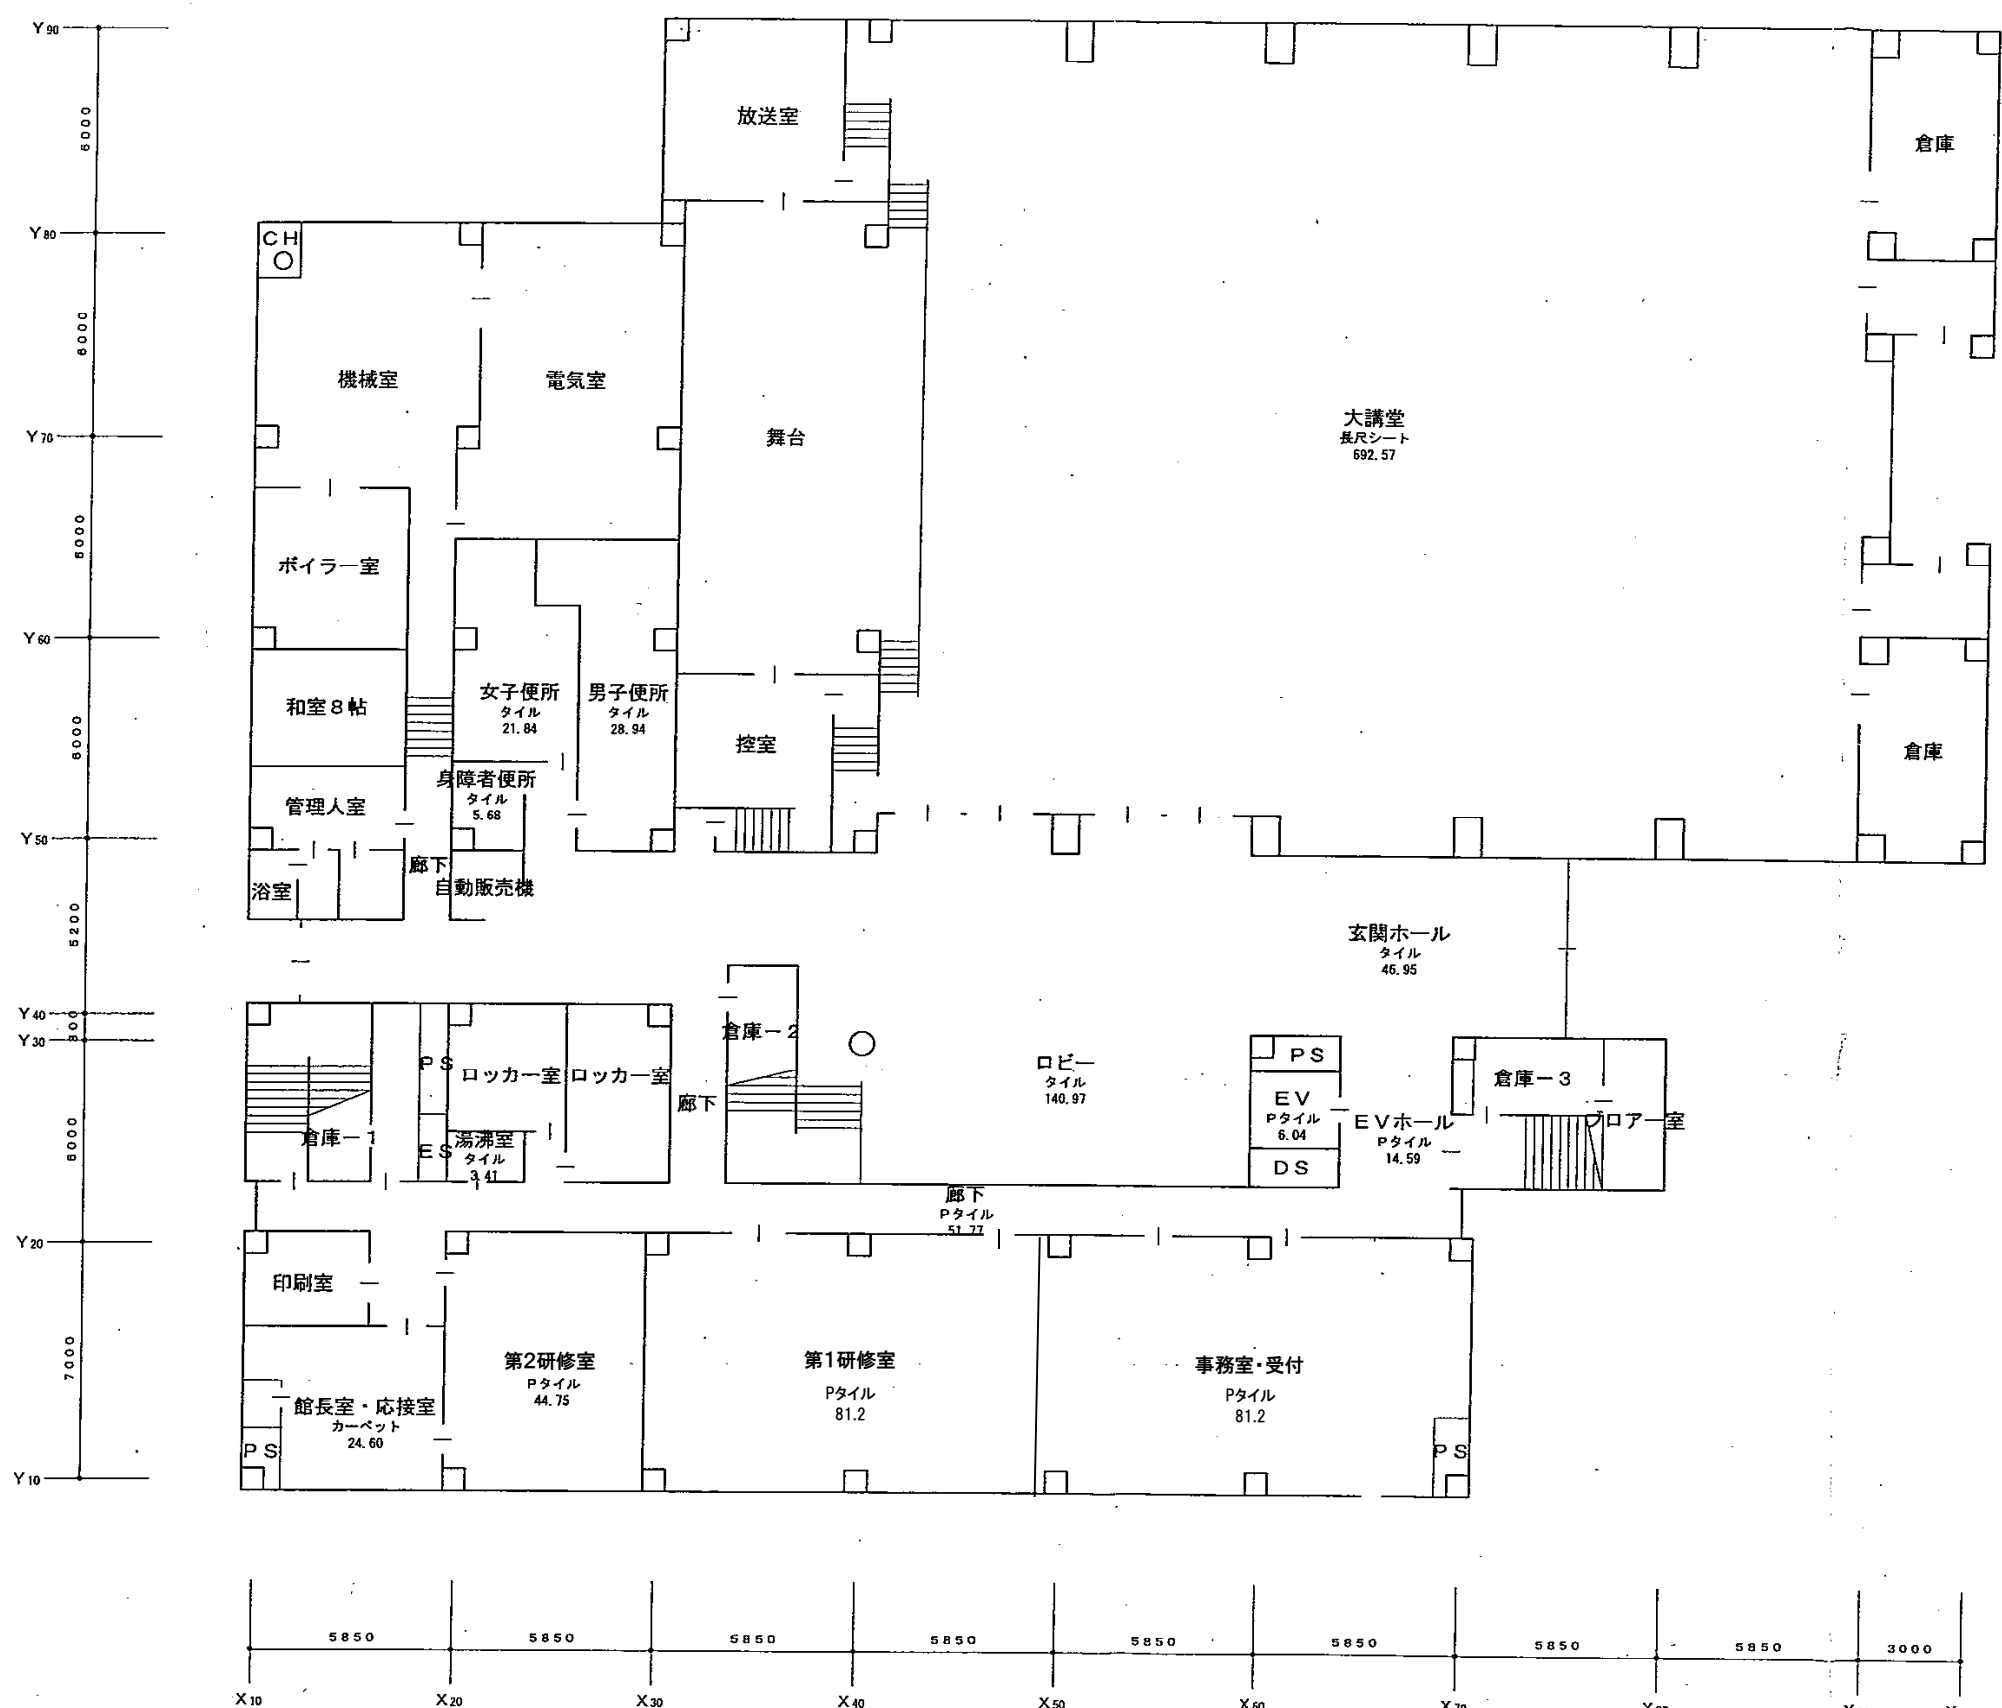 Y90
6000
放送室
倉庫
Y80
CH
6000
機械室
電気室
舞台
大講堂
長尺シート
692.57
Y70
6000
ボイラー室
Y60
6000
和室8帖
女子便所
タイル
21.84
男子便所
タイル
28.94
控室
倉庫
管理人室
身障者便所
タイル
5.68
Y50
浴室
廊下
自動販売機
5200
玄関ホール
タイル
46.95
Y40
800
Y30
倉庫-2
PS
ロッカー室
ロッカー室
廊下
ロビー
タイル
140.97
PS
EV
Pタイル
6.04
DS
EVホール
Pタイル
14.59
倉庫-3
ブロアー室
6000
倉庫-1
ES
湯沸室
タイル
3.41
廊下
Pタイル
51.77
Y20
印刷室
7000
第2研修室
Pタイル
44.75
第1研修室
Pタイル
81.2
事務室・受付
Pタイル
81.2
館長室・応接室
カーペット
24.60
PS
PS
Y10
5850
5850
5850
5850
5850
5850
5850
5850
3000
X10
X20
X30
X40
X50
X60
X70